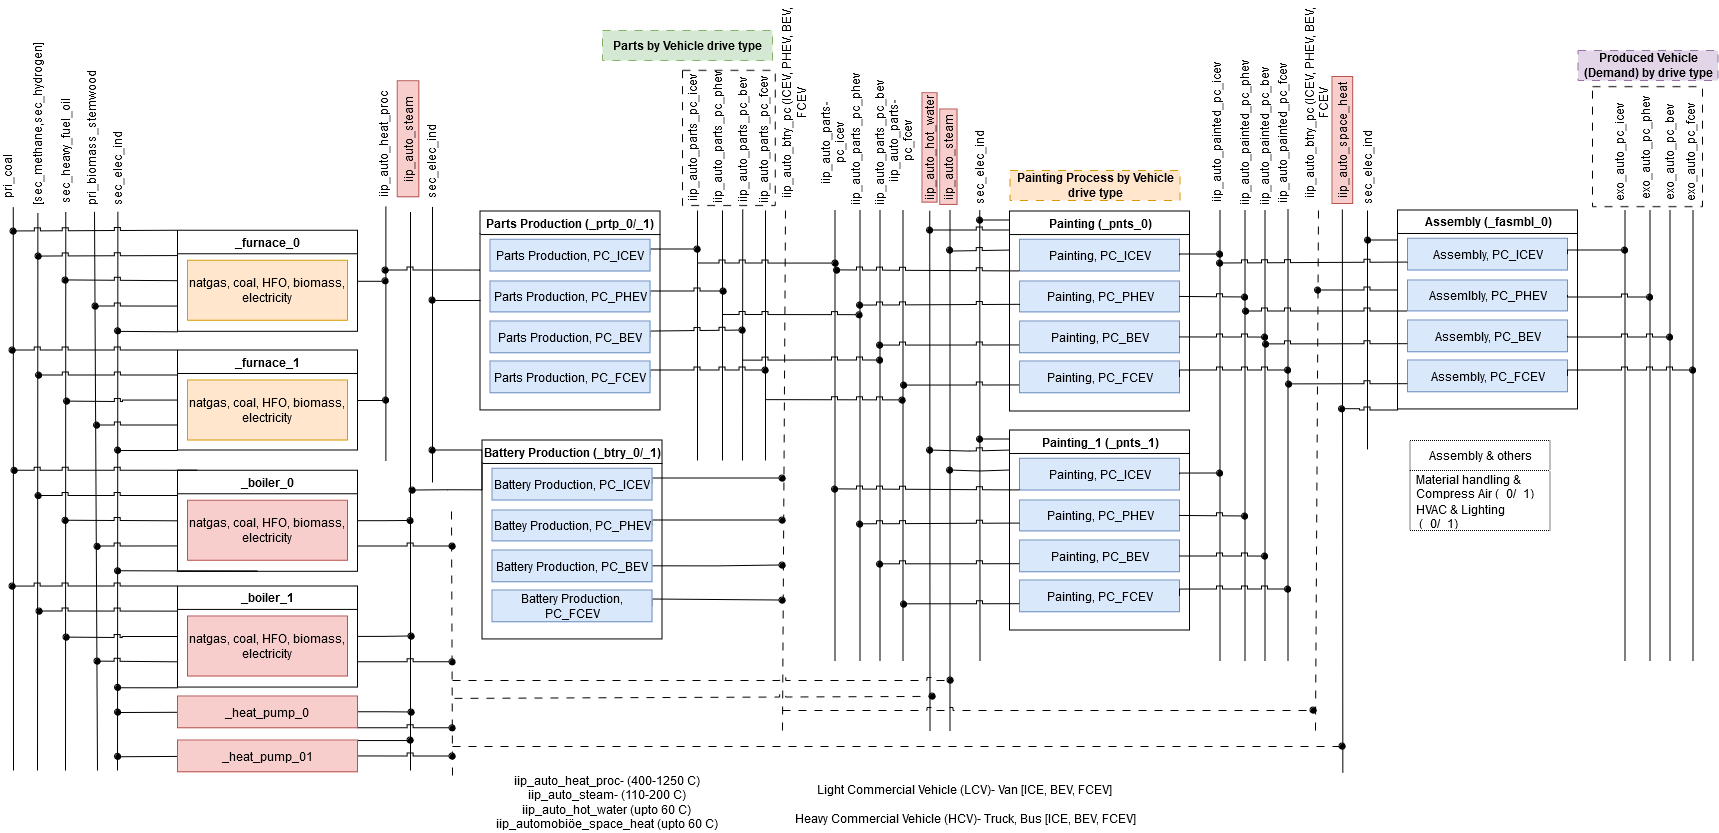 pri_coal
[sec_methane,sec_hydrogen]
sec_heavy_fuel_oil
pri_biomass_stemwood
sec_elec_ind
iip_auto_heat_proc
iip_auto_steam
sec_elec_ind
Parts by Vehicle drive type
iip_auto_parts_pc_icev
iip_auto_parts_pc_phev
iip_auto_parts_pc_bev
iip_auto_parts_pc_fcev
iip_auto_btry_pc (ICEV, PHEV, BEV,
FCEV
iip_auto_parts-
pc_icev
iip_auto_parts_pc_phev
iip_auto_parts_pc_bev
iip_auto_parts-
pc_fcev
iip_auto_hot_water
iip_auto_steam
sec_elec_ind
Painting Process by Vehicle
drive type
iip_auto_painted_pc_icev
iip_auto_painted_pc_phev
iip_auto_painted_pc_bev
iip_auto_painted_pc_fcev
iip_auto_btry_pc (ICEV, PHEV, BEV,
FCEV
iip_auto_space_heat
sec_elec_ind
Produced Vehicle
(Demand) by drive type
exo_auto_pc_icev
exo_auto_pc_phev
exo_auto_pc_bev
exo_auto_pc_fcev
_furnace_0
natgas, coal, HFO, biomass,
electricity
_furnace_1
natgas, coal, HFO, biomass,
electricity
_boiler_0
natgas, coal, HFO, biomass,
electricity
_boiler_1
natgas, coal, HFO, biomass,
electricity
_heat_pump_0
_heat_pump_01
Parts Production (_prtp_0/_1)
Parts Production, PC_ICEV
Parts Production, PC_PHEV
Parts Production, PC_BEV
Parts Production, PC_FCEV
Battery Production (_btry_0/_1)
Battery Production, PC_ICEV
Battey Production, PC_PHEV
Battery Production, PC_BEV
Battery Production,
PC_FCEV
Painting (_pnts_0)
Painting, PC_ICEV
Painting, PC_PHEV
Painting, PC_BEV
Painting, PC_FCEV
Painting_1 (_pnts_1)
Painting, PC_ICEV
Painting, PC_PHEV
Painting, PC_BEV
Painting, PC_FCEV
Assembly (_fasmbl_0)
Assembly, PC_ICEV
Assemlbly, PC_PHEV
Assembly, PC_BEV
Assembly, PC_FCEV
Assembly & others
Material handling &
Compress Air (_0/_1)
HVAC & Lighting
(_0/_1)
iip_auto_heat_proc- (400-1250 C)
iip_auto_steam- (110-200 C)
iip_auto_hot_water (upto 60 C)
iip_automobiöe_space_heat (upto 60 C)
Light Commercial Vehicle (LCV)- Van [ICE, BEV, FCEV]
Heavy Commercial Vehicle (HCV)- Truck, Bus [ICE, BEV, FCEV]